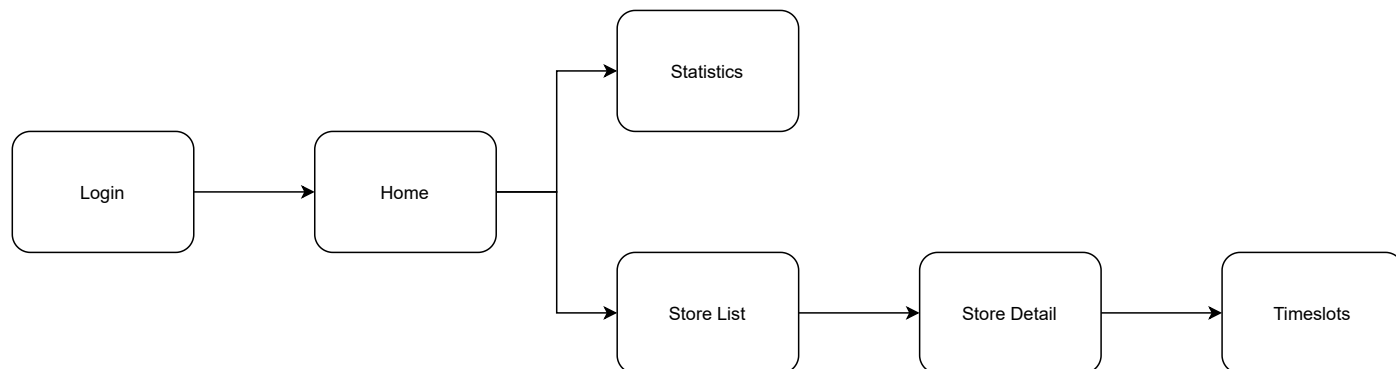 Statistics
Login
Home
Store List
Store Detail
Timeslots